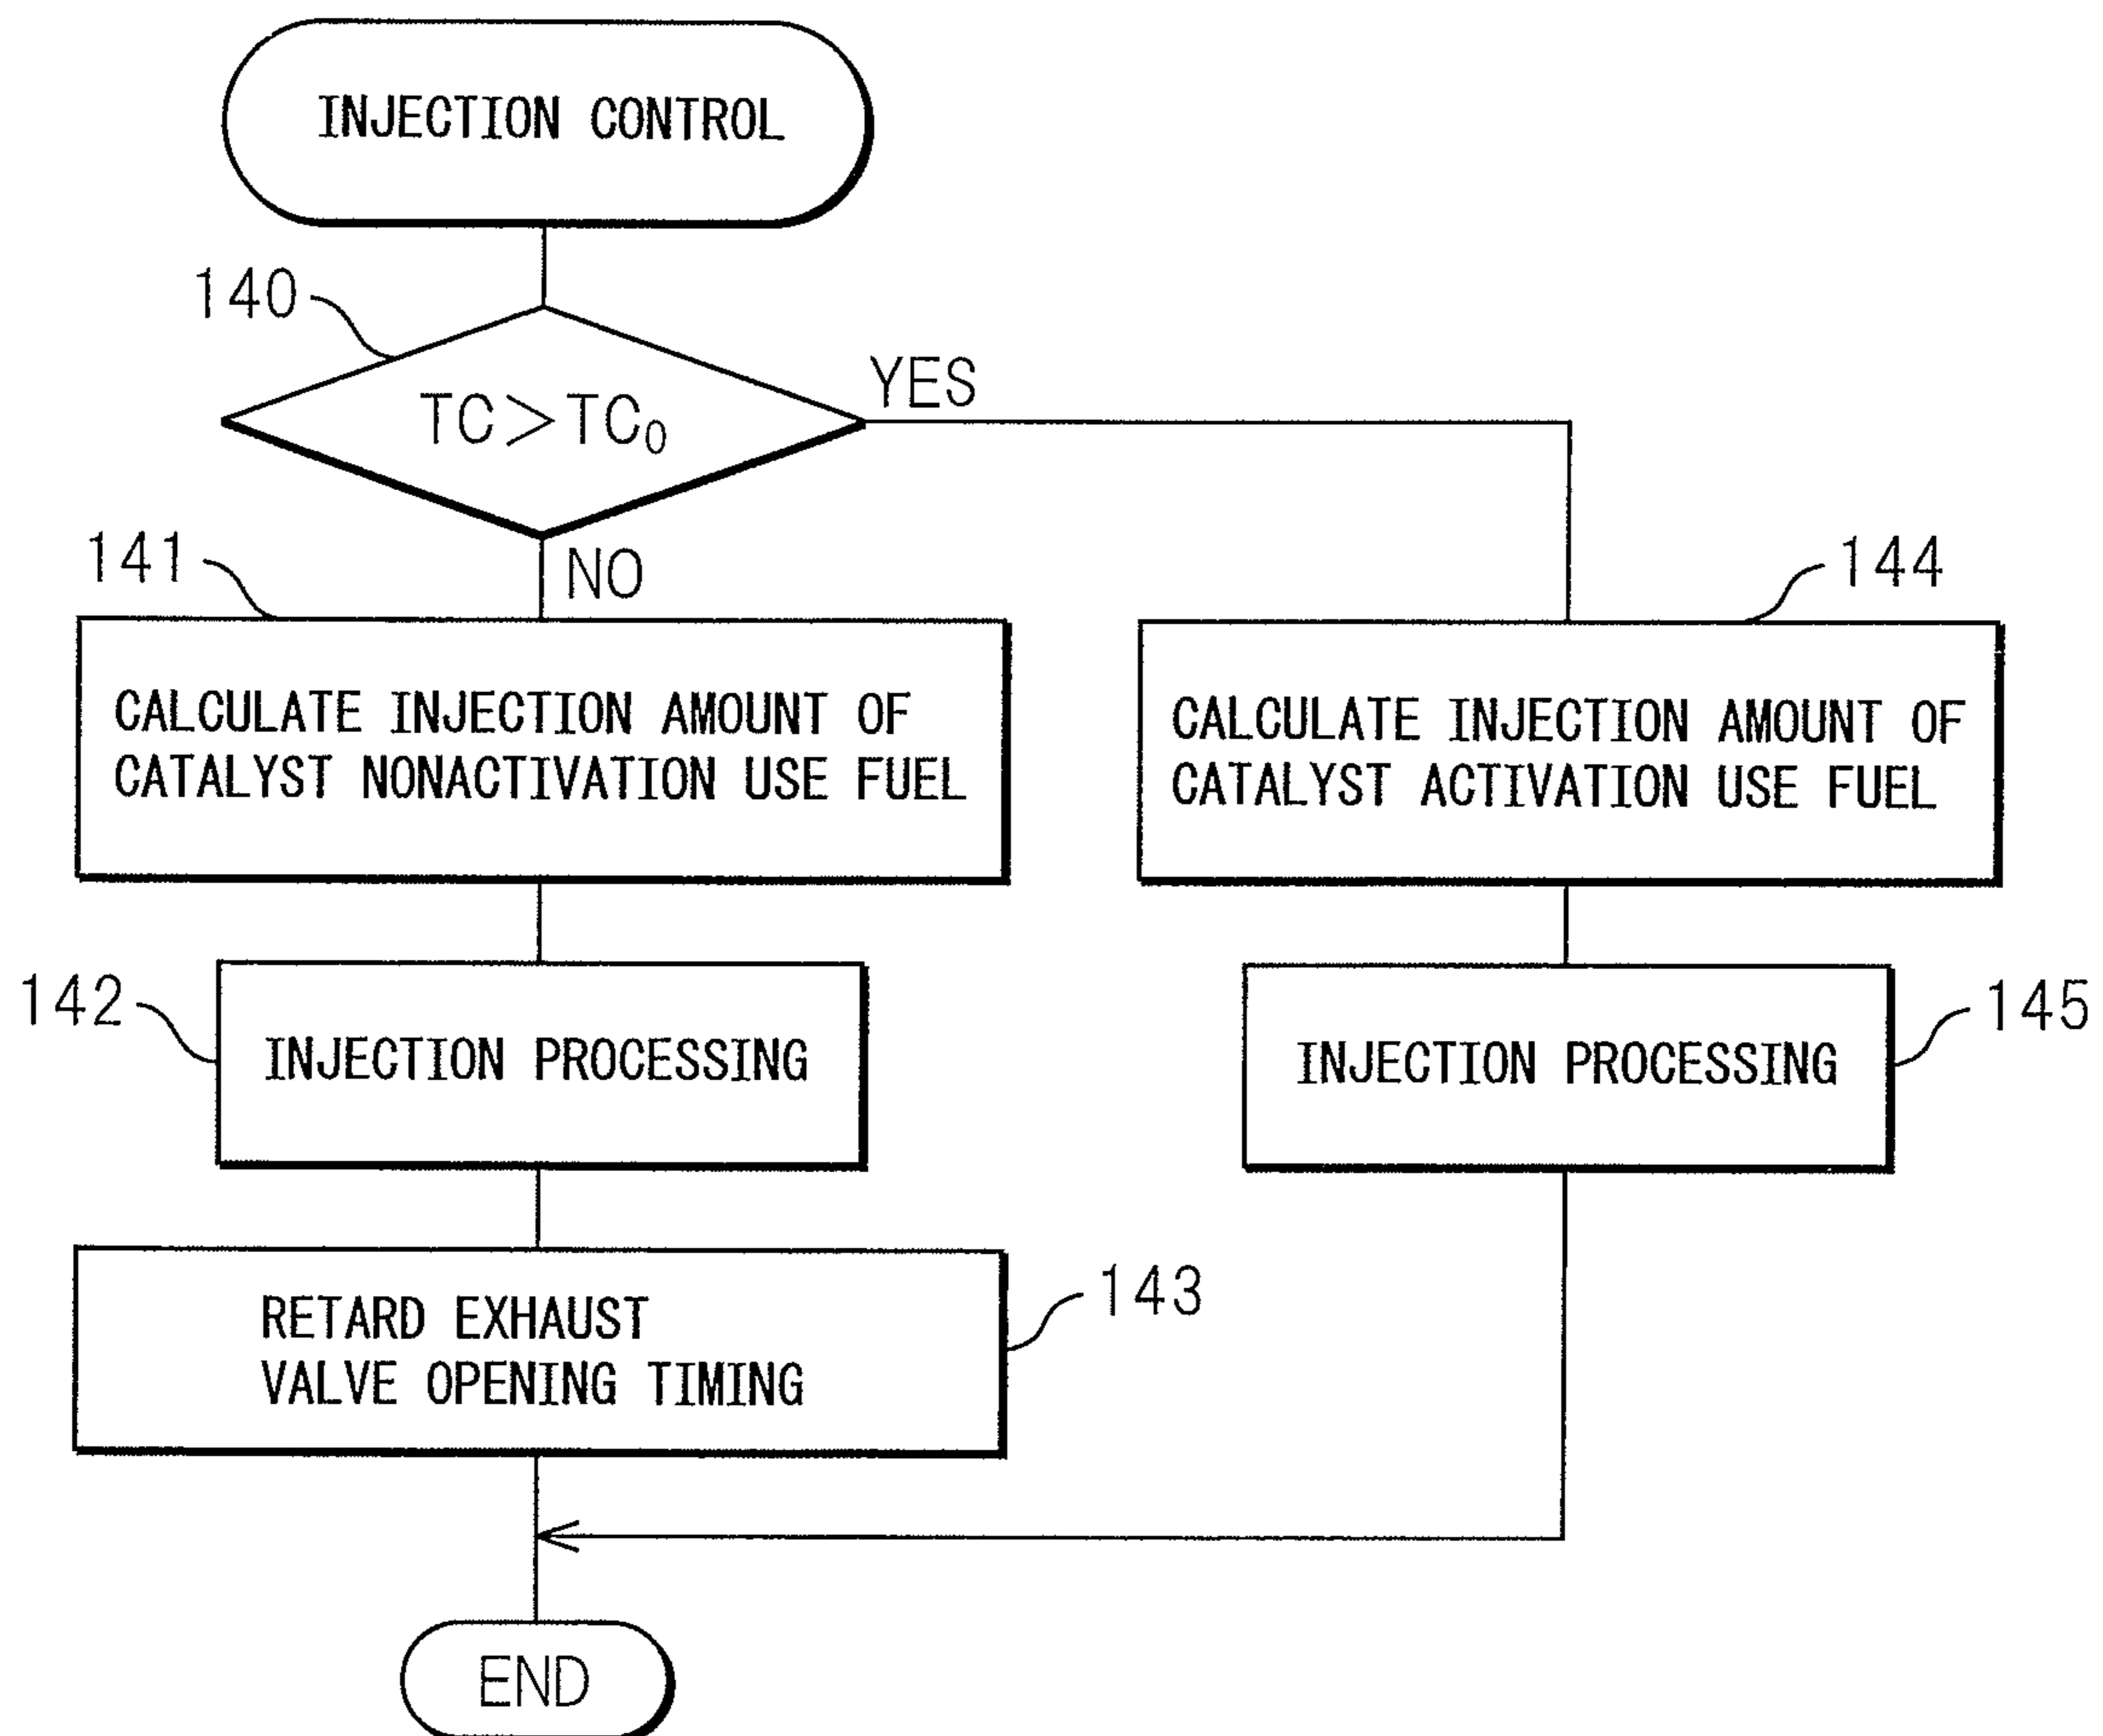 INJECTION CONTROL
140
TC>TC₀
YES
NO
141
CALCULATE INJECTION AMOUNT OF
CATALYST NONACTIVATION USE FUEL
144
CALCULATE INJECTION AMOUNT OF
CATALYST ACTIVATION USE FUEL
142
INJECTION PROCESSING
145
INJECTION PROCESSING
143
RETARD EXHAUST
VALVE OPENING TIMING
END